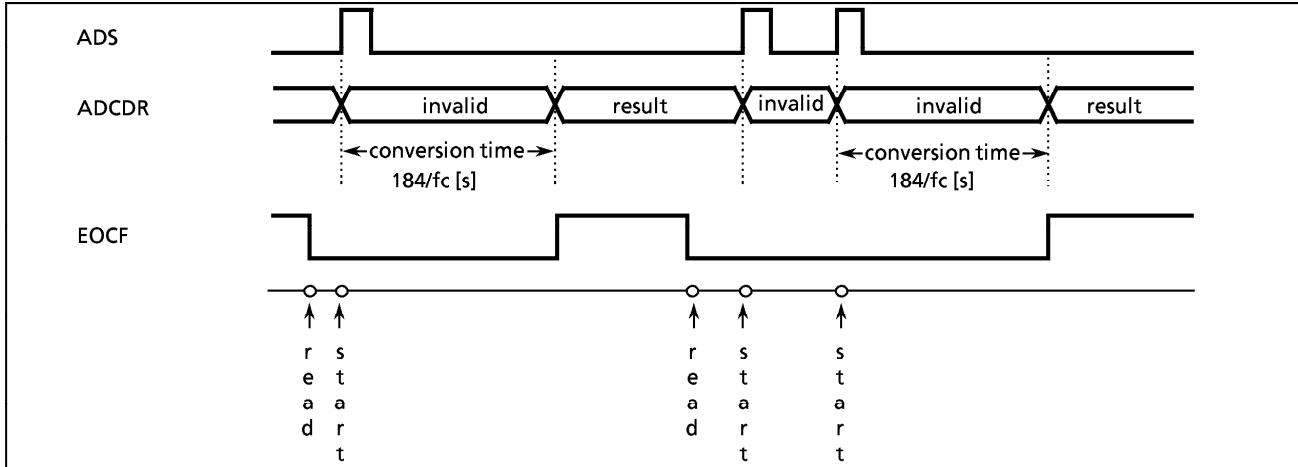 ADS
ADCDR
invalid
result
invalid
invalid
result
conversion time
184/fc [s]
conversion time
184/fc [s]
EOCF
read
start
read
start
start